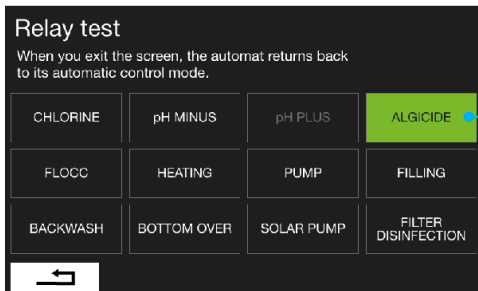 Relay test
When you exit the screen, the automat returns back
to its automatic control mode.
CHLORINE
pH MINUS
pH PLUS
ALGICIDE
FLOCC
HEATING
PUMP
FILLING
BACKWASH
BOTTOM OVER
SOLAR PUMP
FILTER
DISINFECTION